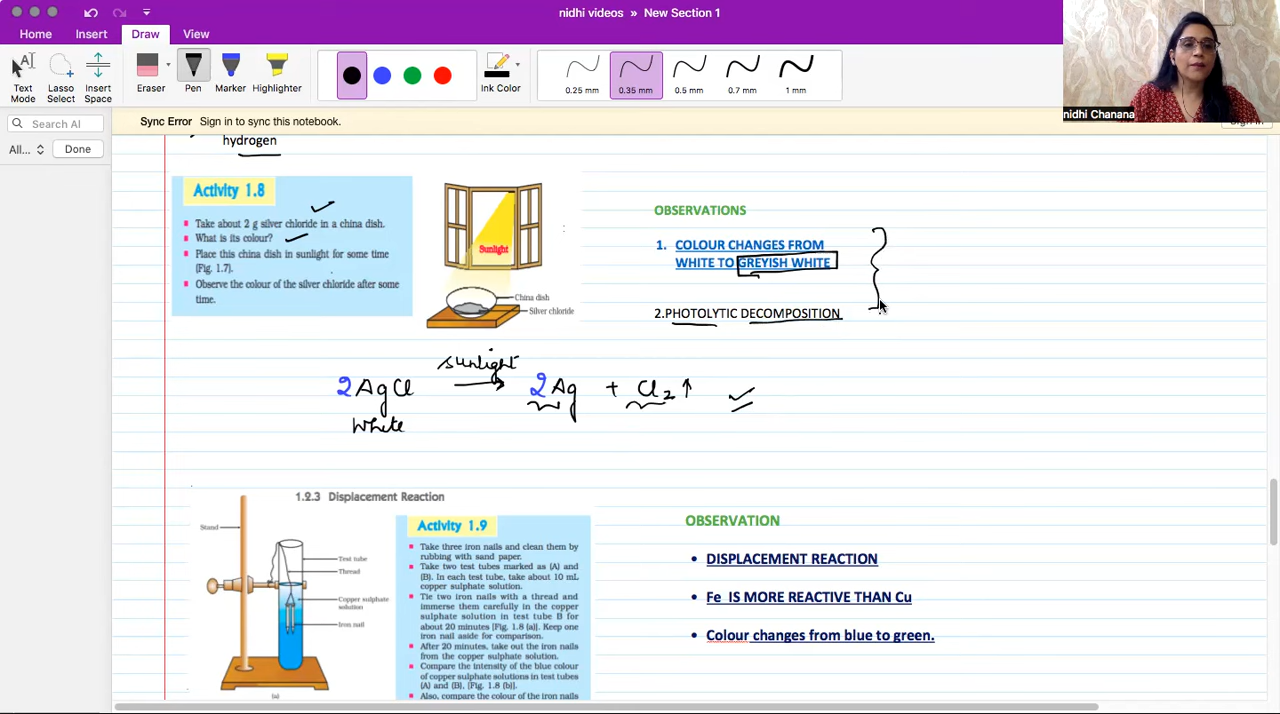 nidhi videos » New Section 1
Home Insert Draw View
Text Mode
Lasso Select
Insert Space
Eraser
Pen
Marker
Highlighter
Ink Color
0.25 mm
0.35 mm
0.5 mm
0.7 mm
1 mm
nidhi Chanana
Search Al
Sync Error Sign in to sync this notebook.
All... Done
hydrogen
Activity 1.8
Take about 2 g silver chloride in a china dish.
What is its colour?
Place this china dish in sunlight for some time
(Fig. 1.7).
Observe the colour of the silver chloride after some
time.
Sunlight
China dish
Silver chloride
OBSERVATIONS
1. COLOUR CHANGES FROM
WHITE TO GREYISH WHITE
2.PHOTOLYTIC DECOMPOSITION
sunlight
2AgCl → 2Ag + Cl2↑
White
1.2.3 Displacement Reaction
Stand
Test tube
Thread
Copper sulphate
solution
Iron nail
(a)
Activity 1.9
Take three iron nails and clean them by
rubbing with sand paper.
Take two test tubes marked as (A) and
(B). In each test tube, take about 10 mL
copper sulphate solution.
Tie two iron nails with a thread and
immerse them carefully in the copper
sulphate solution in test tube B for
about 20 minutes [Fig. 1.8 (a)]. Keep one
iron nail aside for comparison.
After 20 minutes, take out the iron nails
from the copper sulphate solution.
Compare the intensity of the blue colour
of copper sulphate solutions in test tubes
(A) and (B), [Fig. 1.8 (b)].
Also, compare the colour of the iron nails
OBSERVATION
• DISPLACEMENT REACTION
• Fe IS MORE REACTIVE THAN Cu
• Colour changes from blue to green.